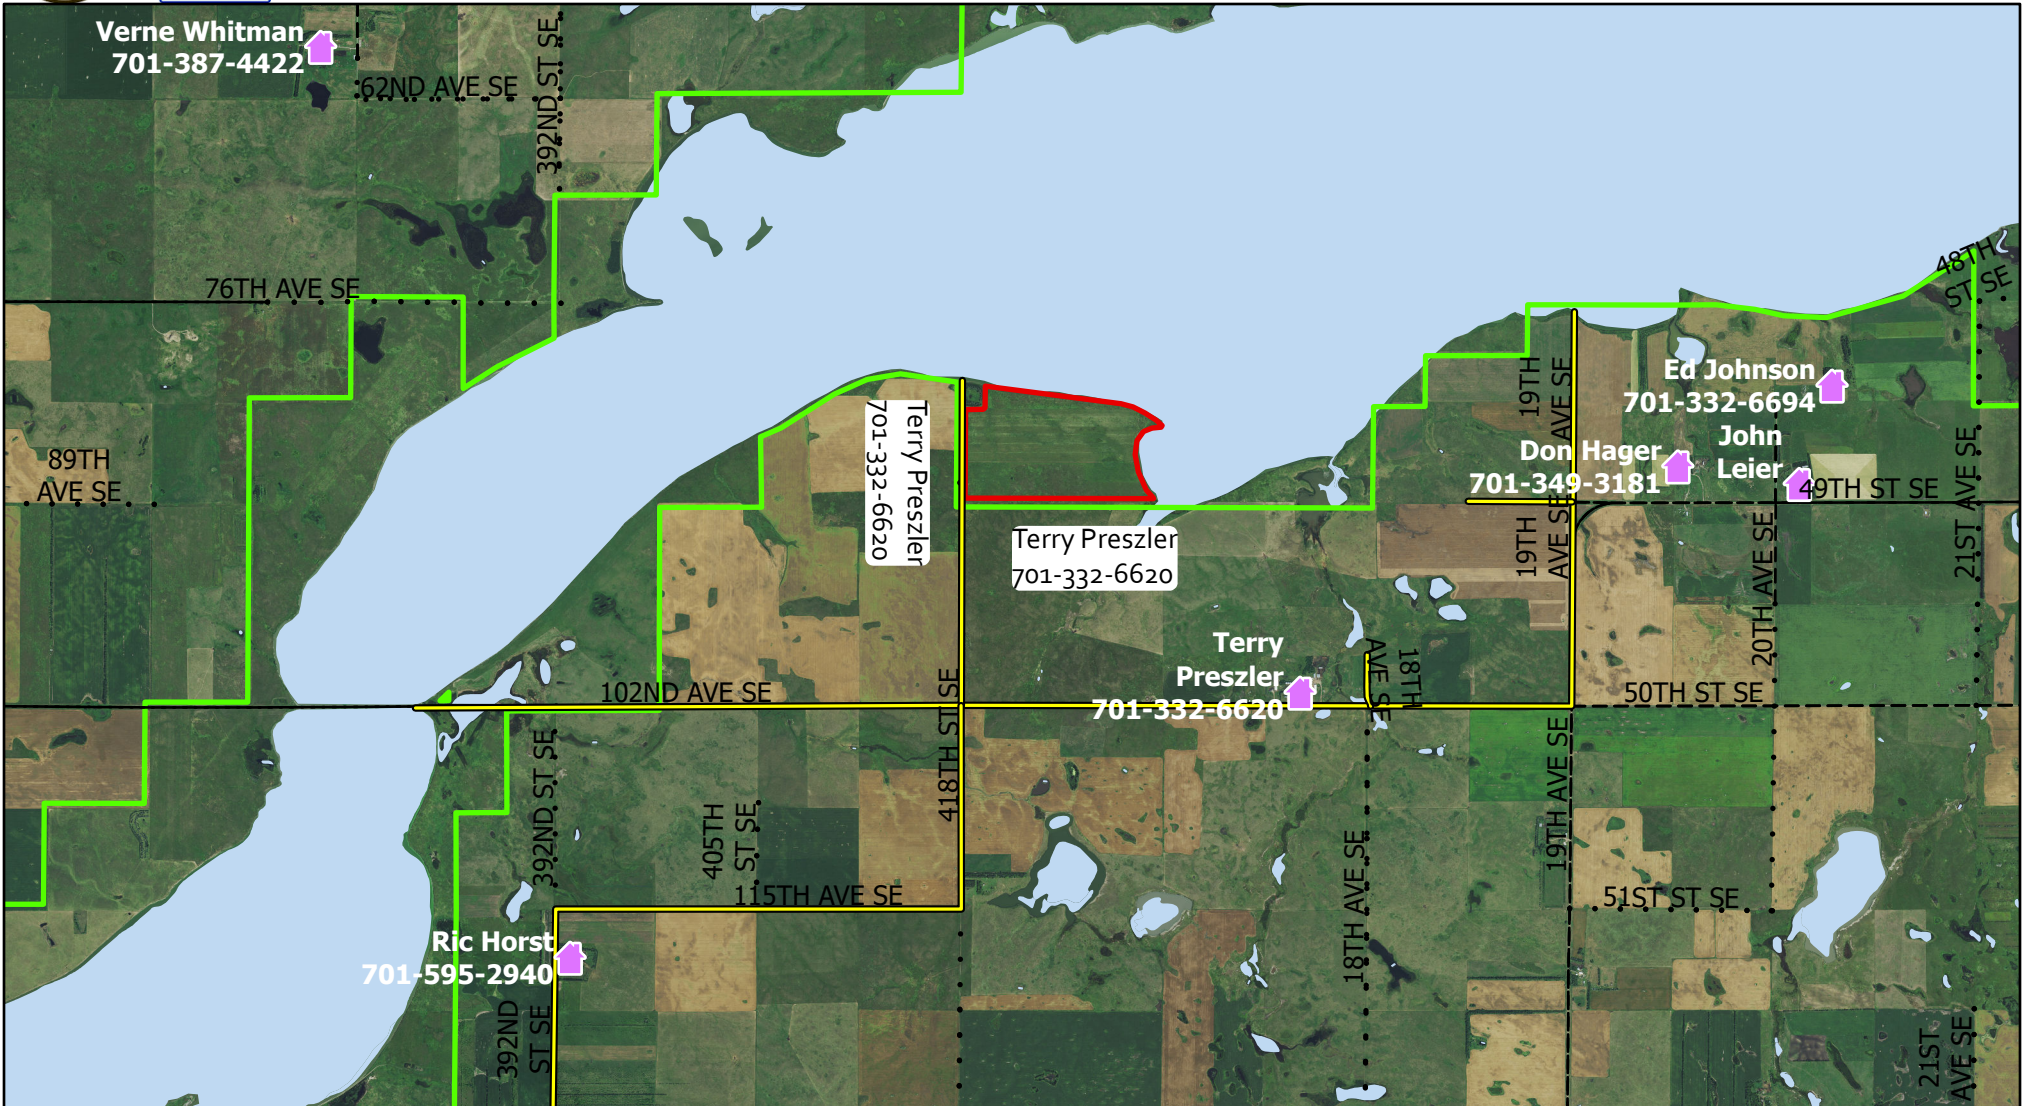 Verne Whitman
701-387-4422
62ND AVE SE
392ND ST SE
76TH AVE SE
48TH
ST SE
89TH
AVE SE
Terry Preszler
701-332-6620
Terry Preszler
701-332-6620
19TH
AVE SE
Ed Johnson
701-332-6694
Don Hager
701-349-3181
John
Leier
49TH ST SE
21ST AVE SE
19TH
AVE SE
20TH AVE SE
Terry
Preszler
701-332-6620
18TH
AVE SE
102ND AVE SE
50TH ST SE
418TH ST SE
392ND ST SE
405TH
ST SE
19TH AVE SE
18TH AVE SE
115TH AVE SE
51ST ST SE
Ric Horst
701-595-2940
392ND
ST SE
21ST
AVE SE